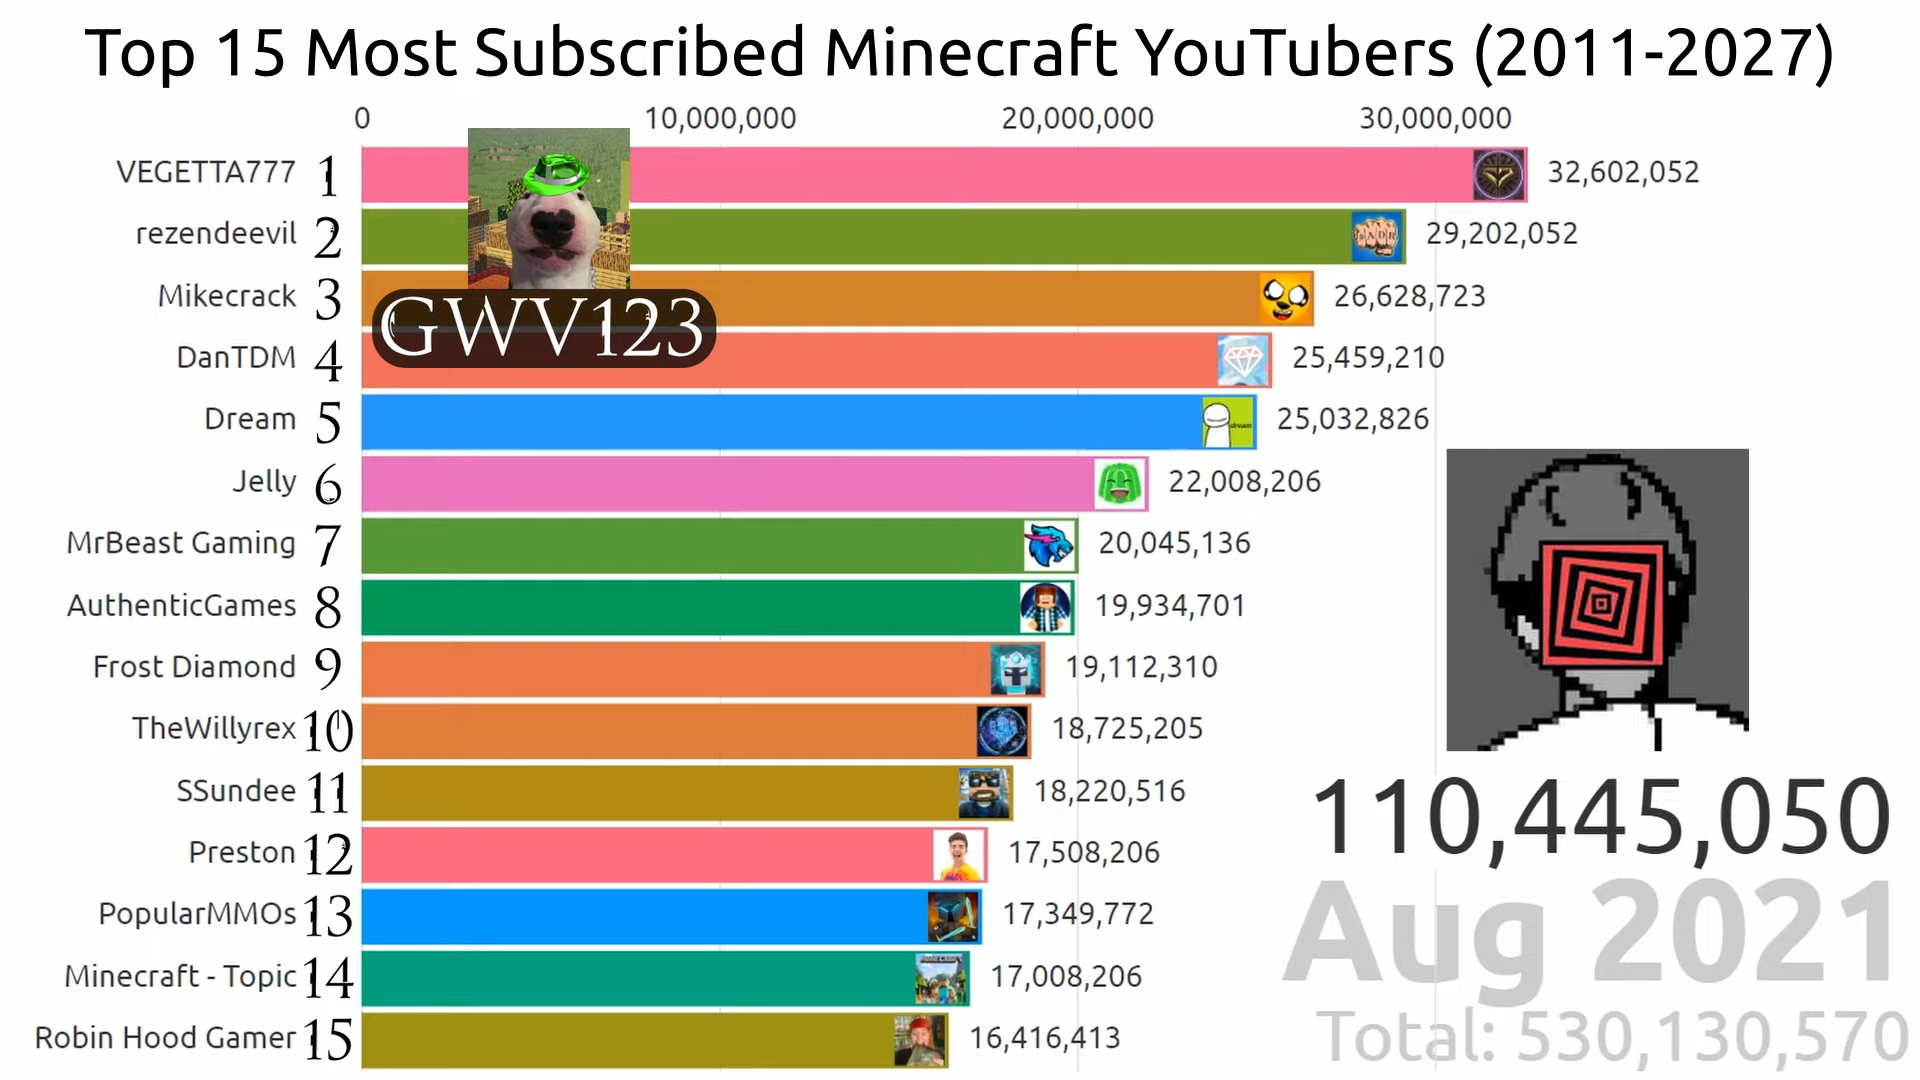 Top 15 Most Subscribed Minecraft YouTubers (2011-2027)
0 10,000,000 20,000,000 30,000,000
VEGETTA777 1 32,602,052
rezendeevil 2 29,202,052
Mikecrack 3 26,628,723
GWV123
DanTDM 4 25,459,210
Dream 5 dream 25,032,826
Jelly 6 22,008,206
MrBeast Gaming 7 20,045,136
AuthenticGames 8 19,934,701
Frost Diamond 9 19,112,310
TheWillyrex 10 18,725,205
SSundee 11 18,220,516
Preston 12 17,508,206
PopularMMOs 13 17,349,772
Minecraft - Topic 14 17,008,206
Robin Hood Gamer 15 16,416,413
110,445,050
Aug 2021
Total: 530,130,570